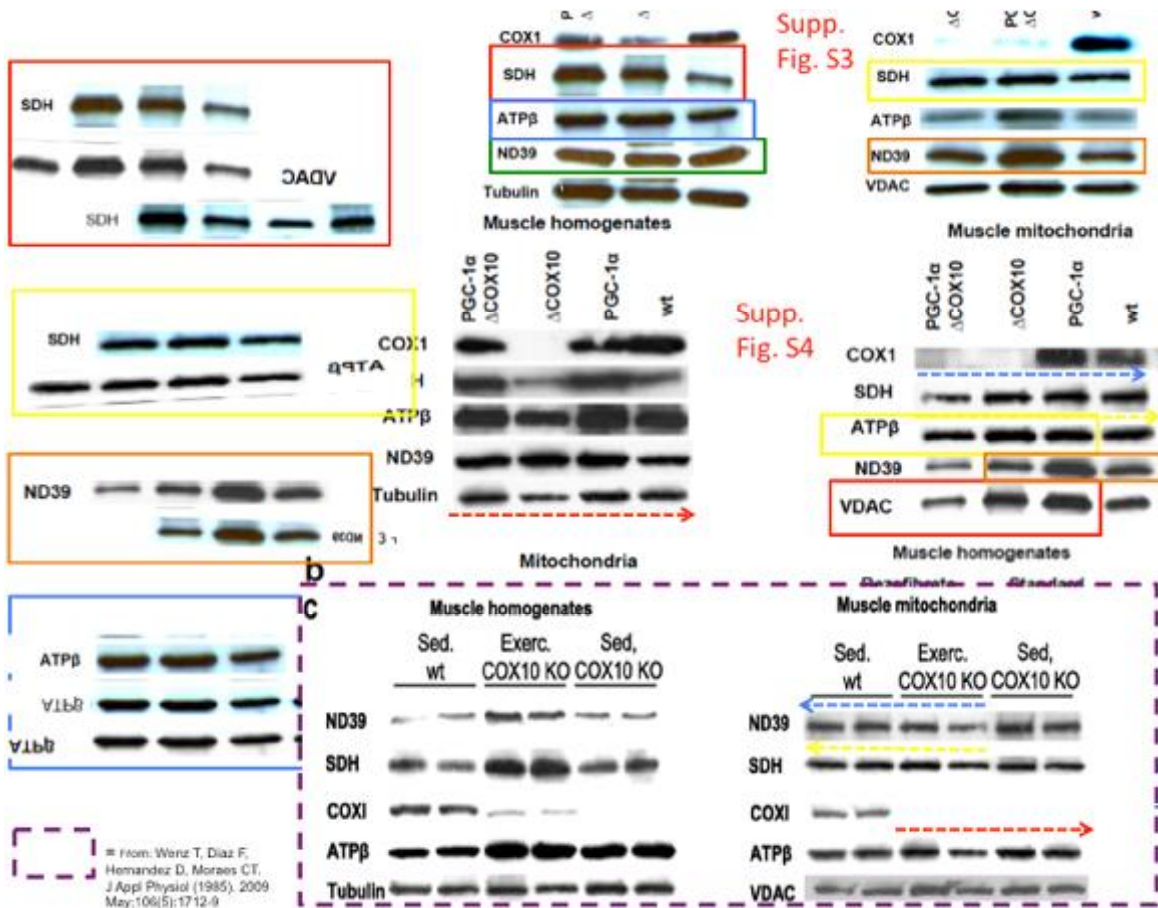 Supp.
Fig. S3
COX1
SDH
ATPβ
ND39
Tubulin
Muscle homogenates
COX1
SDH
ATPβ
ND39
VDAC
Muscle mitochondria
SDH
VDAC
SDH
SDH
ATPβ
ND39
ND39
ATPβ
ATPβ
ATPβ
PGC-1α
ΔCOX10
ΔCOX10
PGC-1α
wt
COX1
H
ATPβ
ND39
Tubulin
Mitochondria
Supp.
Fig. S4
PGC-1α
ΔCOX10
ΔCOX10
PGC-1α
wt
COX1
SDH
ATPβ
ND39
VDAC
Muscle homogenates
b
c
Muscle homogenates
Sed. Exerc. Sed,
wt COX10 KO COX10 KO
ND39
SDH
COXI
ATPβ
Tubulin
Muscle mitochondria
Sed. Exerc. Sed,
wt COX10 KO COX10 KO
ND39
SDH
COXI
ATPβ
VDAC
= From: Wenz T, Diaz F,
Hernandez D, Moraes CT.
J Appl Physiol (1985). 2009
May;106(5):1712-9